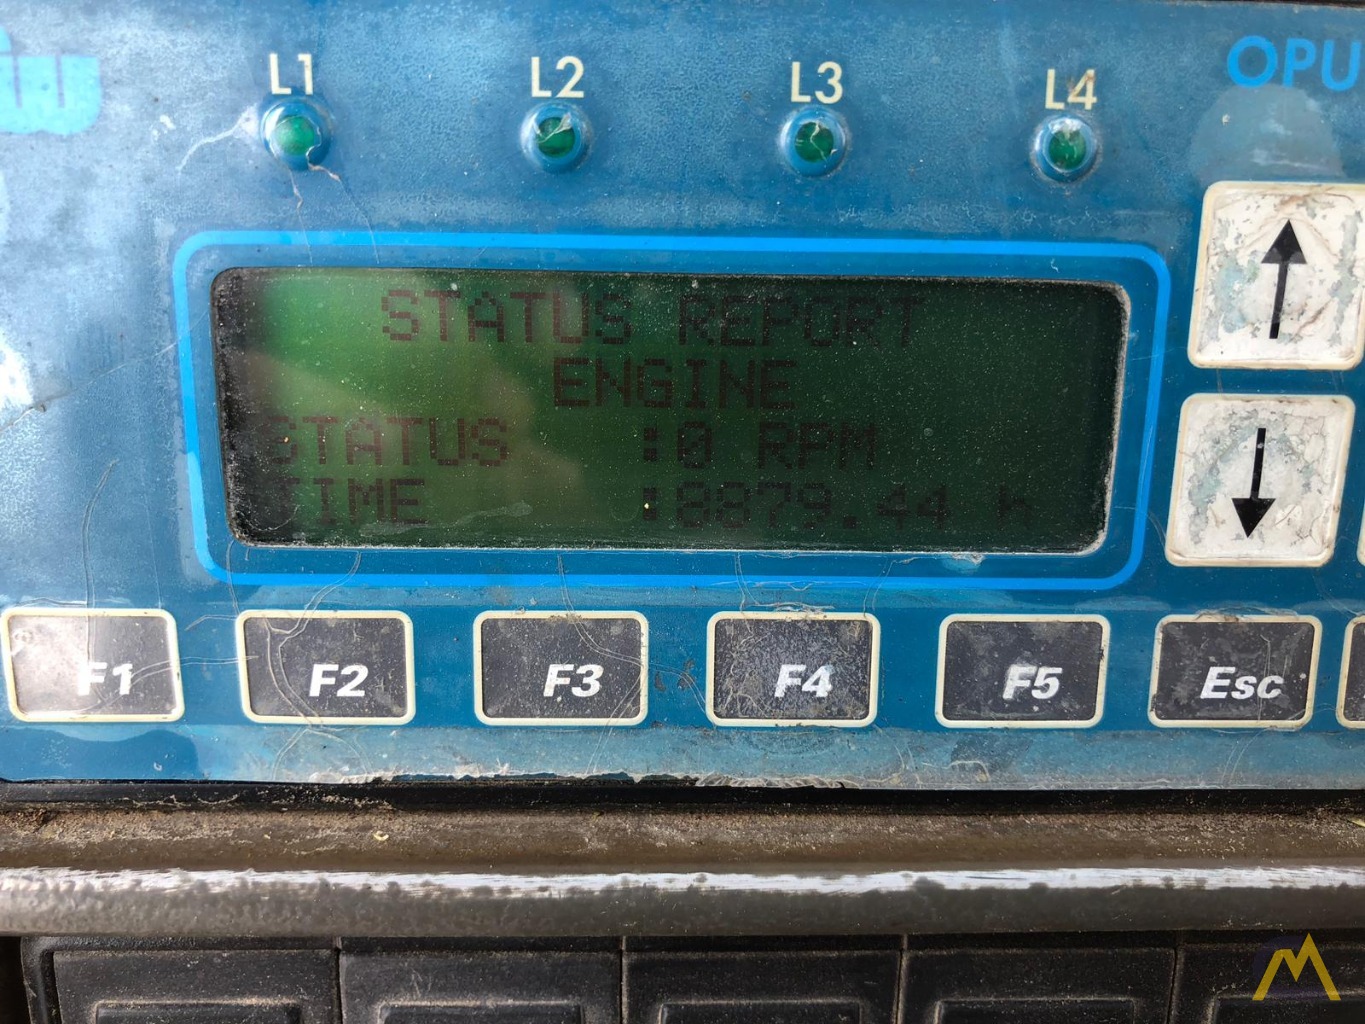 L1 L2 L3 L4 OPU
STATUS REPORT
ENGINE
STATUS :0 RPM
TIME :8879.44 h
F1 F2 F3 F4 F5 Esc